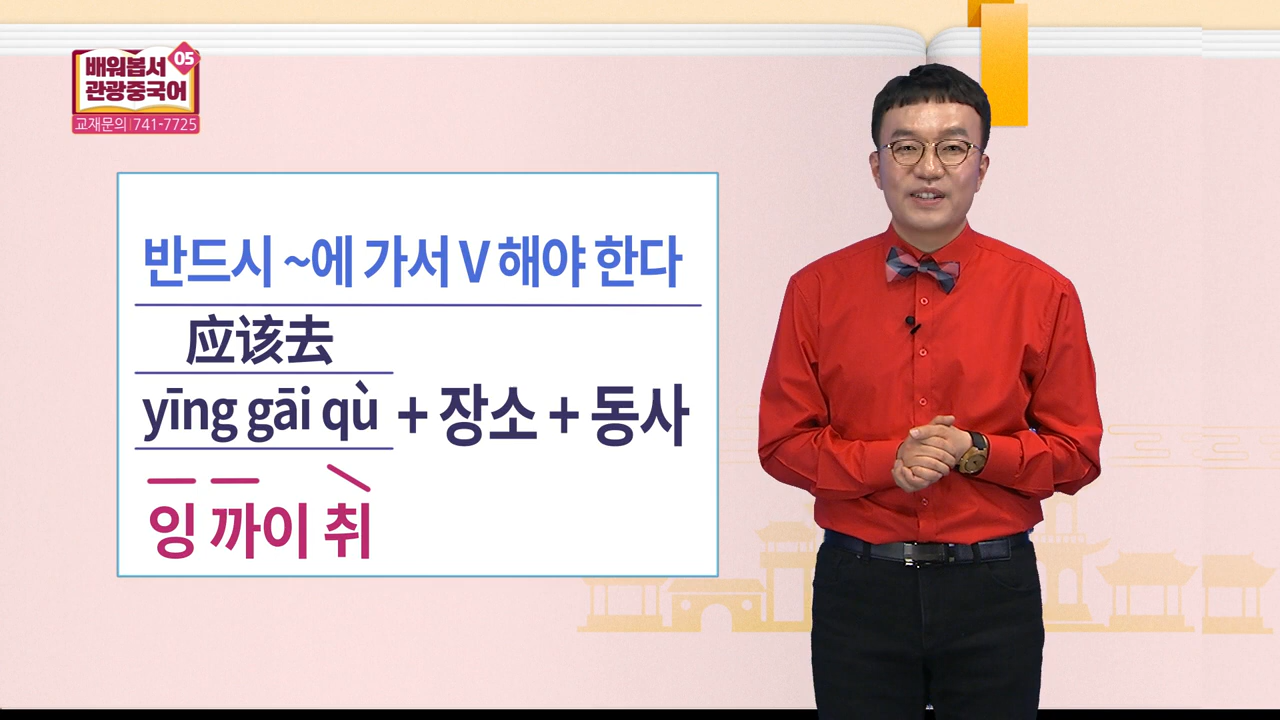 배워봅서 05
관광중국어
교재문의|741-7725
반드시 ~에 가서 V 해야 한다
应该去
yīng gāi qù + 장소 + 동사
잉 까이 취